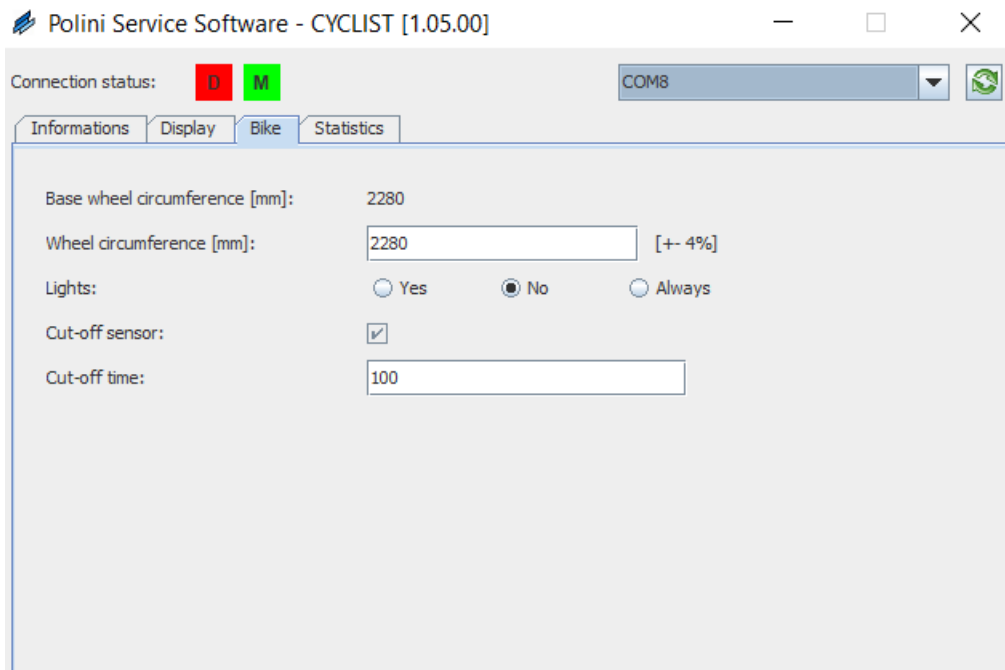 Polini Service Software - CYCLIST [1.05.00]
Connection status: D M COM8
Informations Display Bike Statistics
Base wheel circumference [mm]: 2280
Wheel circumference [mm]: 2280 [+- 4%]
Lights: Yes No Always
Cut-off sensor:
Cut-off time: 100